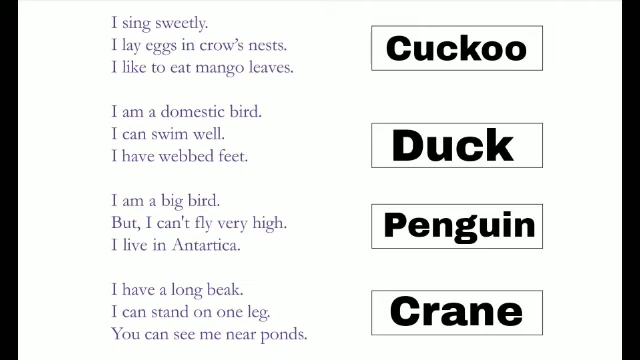 I sing sweetly.
I lay eggs in crow's nests.
I like to eat mango leaves.
Cuckoo
I am a domestic bird.
I can swim well.
I have webbed feet.
Duck
I am a big bird.
But, I can't fly very high.
I live in Antartica.
Penguin
I have a long beak.
I can stand on one leg.
You can see me near ponds.
Crane